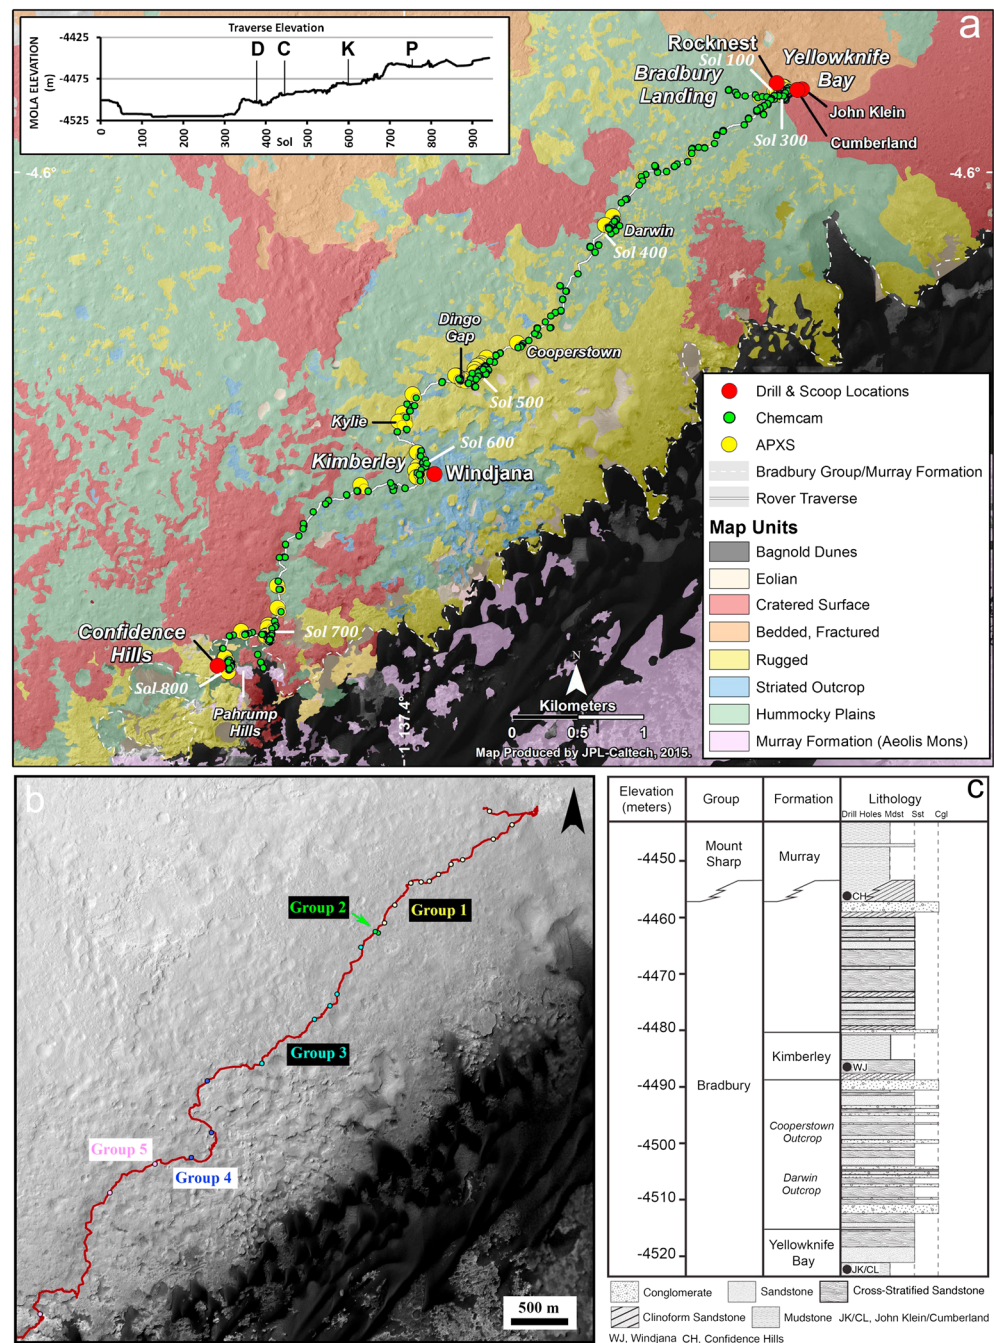 a
Traverse Elevation
MOLA ELEVATION
(m)
-4425
-4475
-4525
D C K P
0 100 200 300 400 500 600 700 800 900
Sol
Rocknest
Sol 100
Yellowknife
Bay
Bradbury
Landing
John Klein
Cumberland
Sol 300
-4.6°
-4.6°
Darwin
Sol 400
Dingo
Gap
Cooperstown
Sol 500
Kylie
Sol 600
Kimberley
Windjana
Confidence
Hills
Sol 700
Sol 800
Pahrump
Hills
137.4°
N
Kilometers
0 0.5 1
Map Produced by JPL-Caltech, 2015.
Drill & Scoop Locations
Chemcam
APXS
Bradbury Group/Murray Formation
Rover Traverse
Map Units
Bagnold Dunes
Eolian
Cratered Surface
Bedded, Fractured
Rugged
Striated Outcrop
Hummocky Plains
Murray Formation (Aeolis Mons)
b
Group 2
Group 1
Group 3
Group 5
Group 4
500 m
c
Elevation
(meters)
Group
Formation
Lithology
Drill Holes Mdst Sst Cgl
-4450
-4460
-4470
-4480
-4490
-4500
-4510
-4520
Mount
Sharp
Bradbury
Murray
Kimberley
Cooperstown
Outcrop
Darwin
Outcrop
Yellowknife
Bay
CH
WJ
JK/CL
Conglomerate Sandstone Cross-Stratified Sandstone
Clinoform Sandstone Mudstone JK/CL, John Klein/Cumberland
WJ, Windjana CH, Confidence Hills